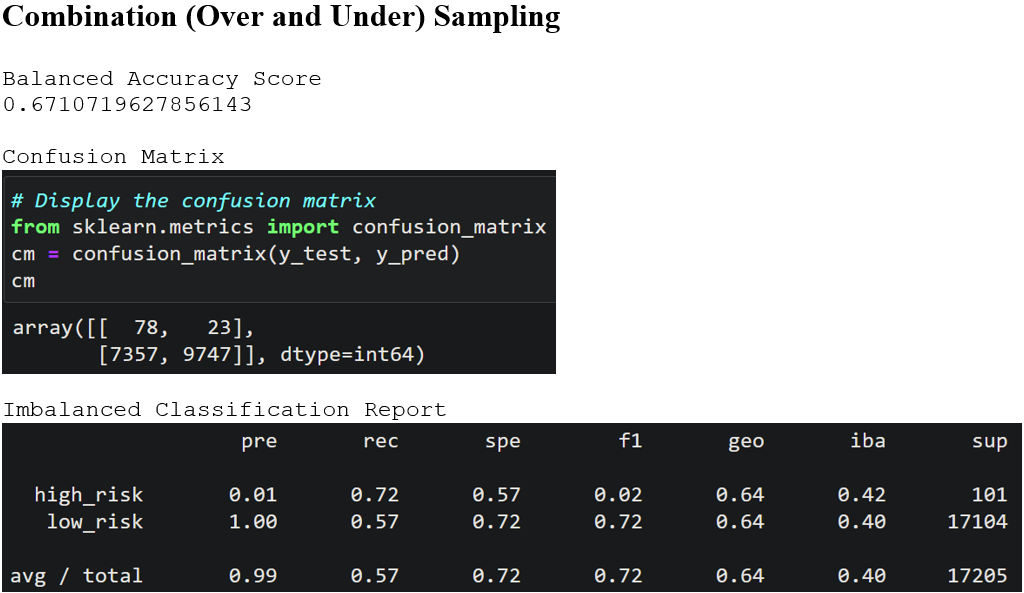 Combination (Over and Under) Sampling
Balanced Accuracy Score
0.6710719627856143
Confusion Matrix
# Display the confusion matrix
from sklearn.metrics import confusion_matrix
cm = confusion_matrix(y_test, y_pred)
cm
array([[  78,   23],
       [7357, 9747]], dtype=int64)
Imbalanced Classification Report
pre rec spe f1 geo iba sup
high_risk 0.01 0.72 0.57 0.02 0.64 0.42 101
low_risk 1.00 0.57 0.72 0.72 0.64 0.40 17104
avg / total 0.99 0.57 0.72 0.72 0.64 0.40 17205